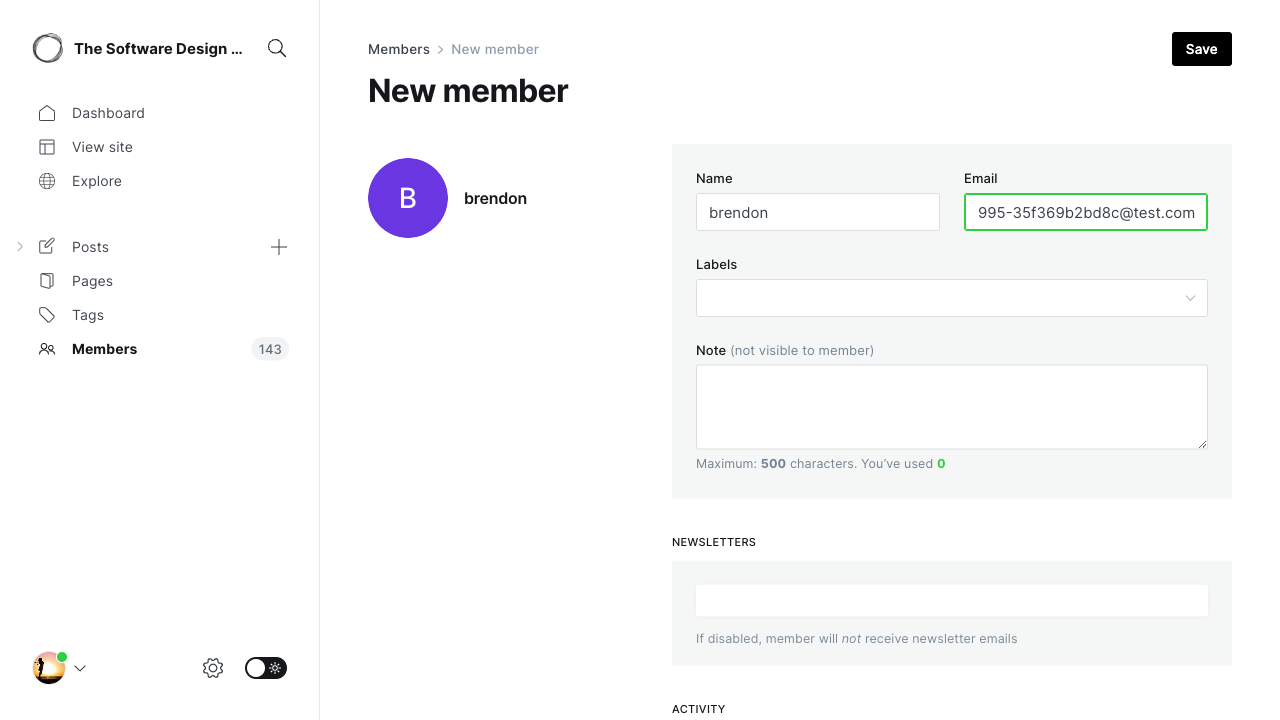 The Software Design ...
Dashboard
View site
Explore
Posts
Pages
Tags
Members 143
Members > New member
Save
New member
B
brendon
Name
Email
brendon
995-35f369b2bd8c@test.com
Labels
Note (not visible to member)
Maximum: 500 characters. You've used 0
NEWSLETTERS
If disabled, member will not receive newsletter emails
ACTIVITY